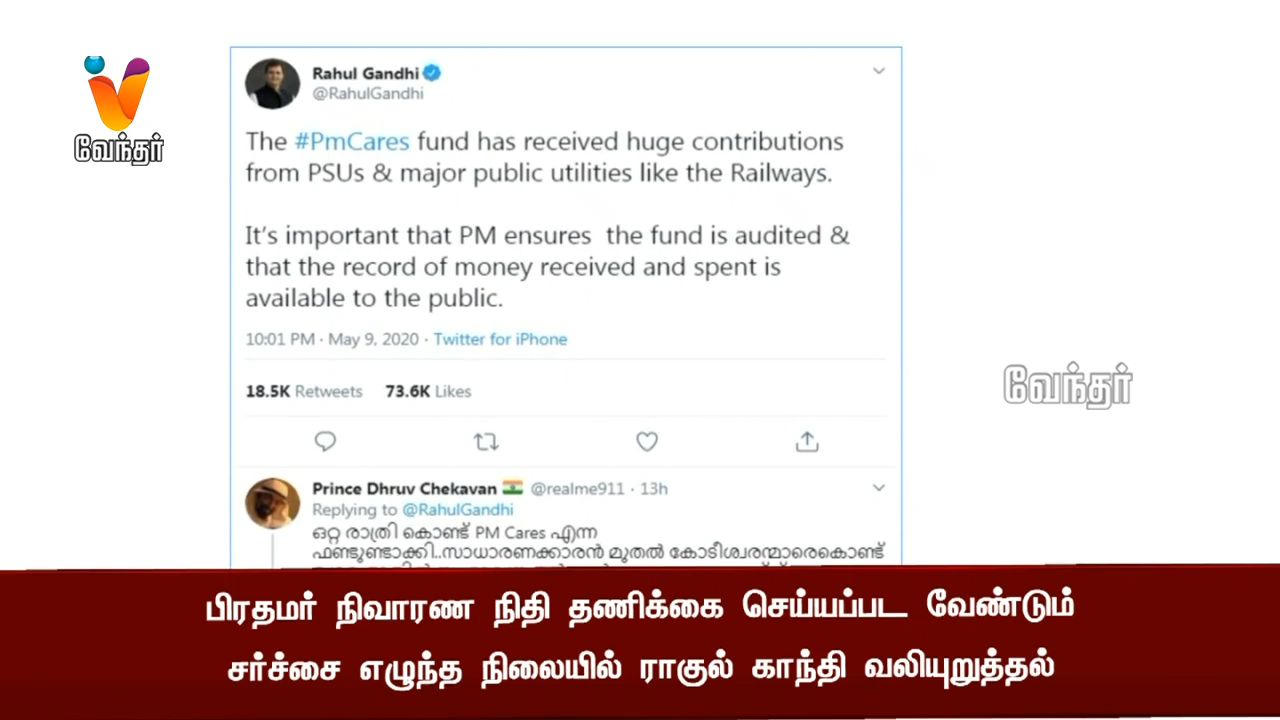 வேந்தர்
Rahul Gandhi
@RahulGandhi
The #PmCares fund has received huge contributions
from PSUs & major public utilities like the Railways.
It's important that PM ensures the fund is audited &
that the record of money received and spent is
available to the public.
10:01 PM · May 9, 2020 · Twitter for iPhone
18.5K Retweets 73.6K Likes
வேந்தர்
Prince Dhruv Chekavan @realme911 · 13h
Replying to @RahulGandhi
ഒറ്റ രാത്രി കൊണ്ട് PM Cares എന്ന
ഫണ്ടുണ്ടാക്കി..സാധാരണക്കാരൻ മുതൽ കോടീശ്വരന്മാരെകൊണ്ട്
பிரதமர் நிவாரண நிதி தணிக்கை செய்யப்பட வேண்டும்
சர்ச்சை எழுந்த நிலையில் ராகுல் காந்தி வலியுறுத்தல்